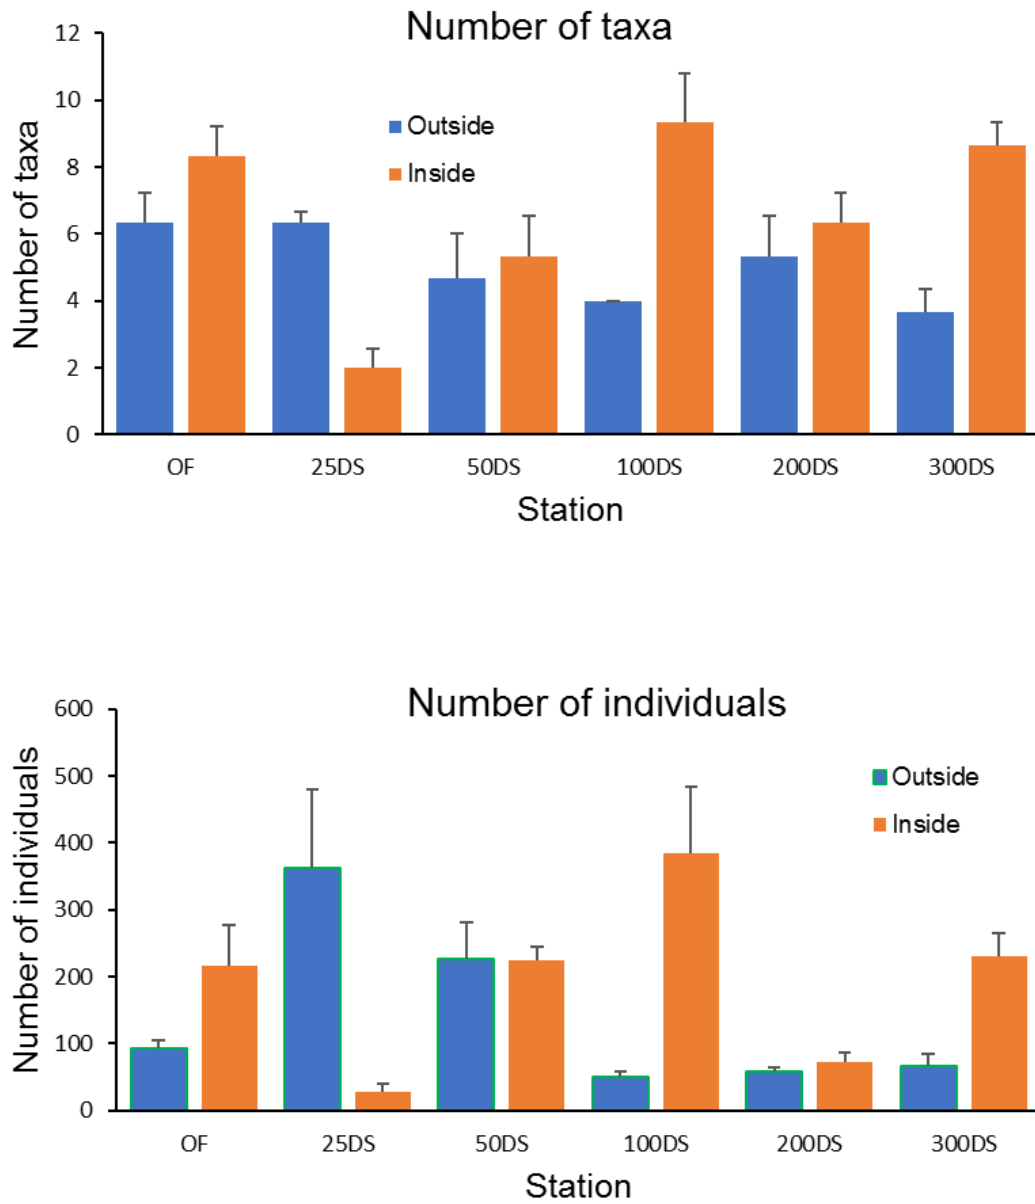 Number of taxa
12
10
8
6
4
2
0
Number of taxa
Outside
Inside
OF 25DS 50DS 100DS 200DS 300DS
Station
Number of individuals
600
500
400
300
200
100
0
Number of individuals
Outside
Inside
OF 25DS 50DS 100DS 200DS 300DS
Station